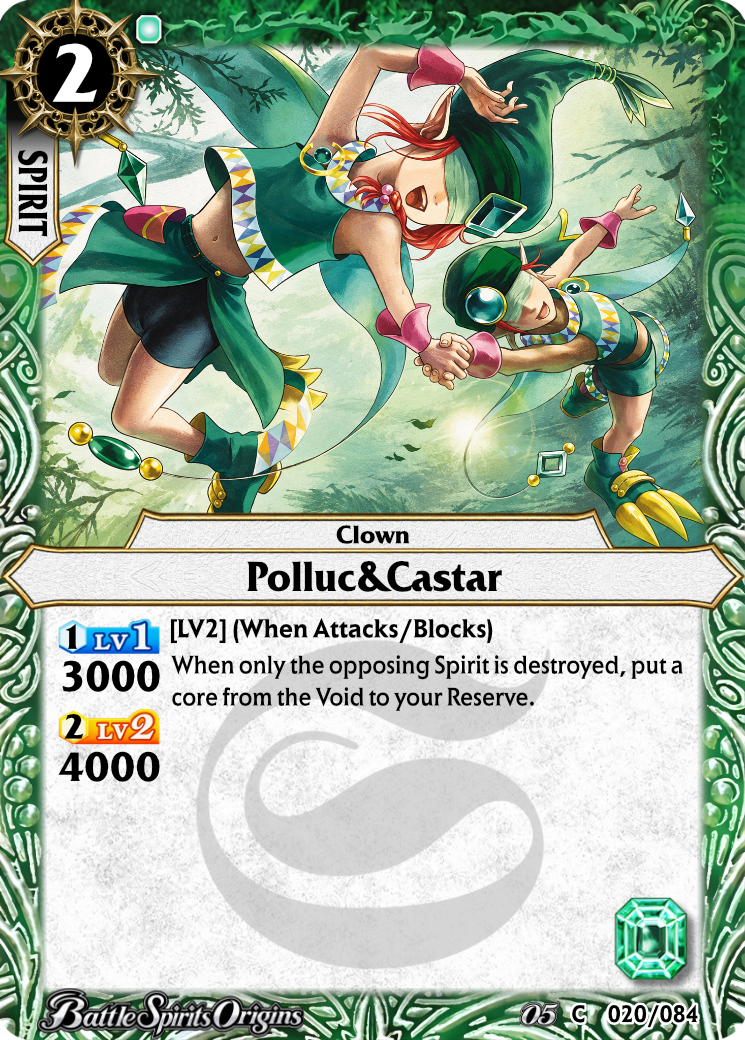 2
SPIRIT
Clown
Polluc&Castar
1 LV1
3000
2 LV2
4000
[LV2] (When Attacks/Blocks)
When only the opposing Spirit is destroyed, put a
core from the Void to your Reserve.
Battle Spirits Origins
05 C 020/084